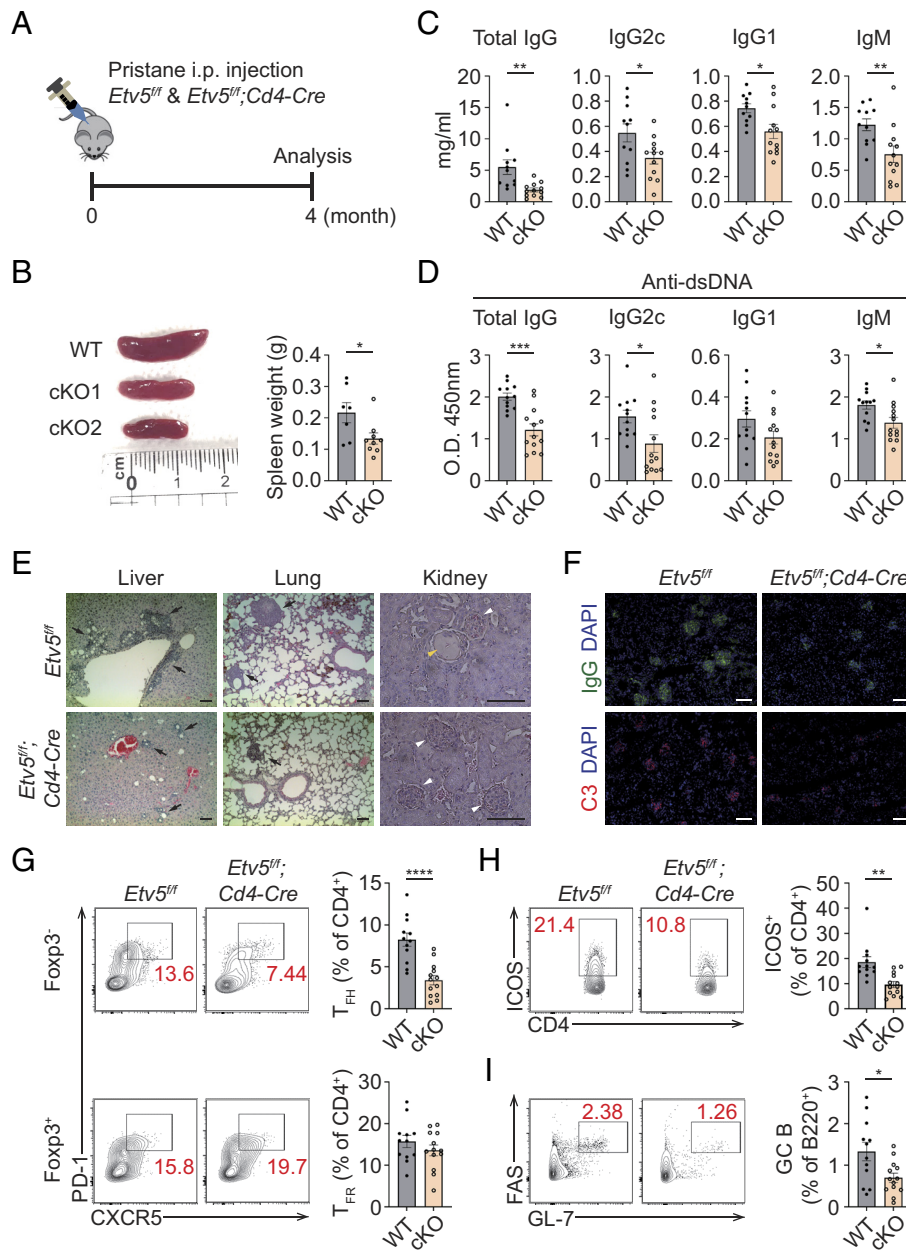 A
Pristane i.p. injection
Etv5f/f & Etv5f/f;Cd4-Cre
Analysis
0
4 (month)
B
WT
cKO1
cKO2
cm
0 1 2
Spleen weight (g)
0.4
0.3
0.2
0.1
0.0
*
WT
cKO
C
Total IgG
IgG2c
IgG1
IgM
mg/ml
20
15
10
5
0
**
WT
cKO
1.0
0.8
0.6
0.4
0.2
0.0
*
WT
cKO
1.0
0.8
0.6
0.4
0.2
0.0
*
WT
cKO
2.0
1.5
1.0
0.5
0.0
**
WT
cKO
D
Anti-dsDNA
Total IgG
IgG2c
IgG1
IgM
O.D. 450nm
3
2
1
0
***
WT
cKO
3
2
1
0
*
WT
cKO
0.6
0.4
0.2
0.0
WT
cKO
3
2
1
0
*
WT
cKO
E
Liver
Lung
Kidney
Etv5f/f
Etv5f/f;
Cd4-Cre
F
Etv5f/f
Etv5f/f;Cd4-Cre
IgG DAPI
C3 DAPI
G
Etv5f/f
Etv5f/f;
Cd4-Cre
Foxp3-
13.6
7.44
TFH (% of CD4+)
15
10
5
0
****
WT
cKO
Foxp3+
PD-1
15.8
19.7
CXCR5
TFR (% of CD4+)
30
20
10
0
WT
cKO
H
Etv5f/f
Etv5f/f;
Cd4-Cre
21.4
10.8
ICOS
CD4
ICOS+
(% of CD4+)
50
40
30
20
10
0
**
WT
cKO
I
2.38
1.26
FAS
GL-7
GC B
(% of B220+)
3
2
1
0
*
WT
cKO